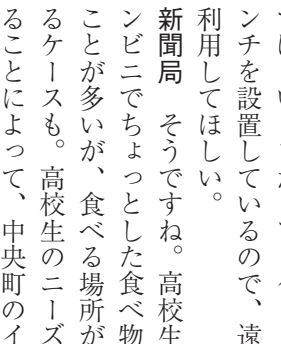 ンチを設置しているので、遠
利用してほしい。
新聞局　そうですね。高校生
ンビニでちょっとした食べ物
ことが多いが、食べる場所が
るケースも。高校生のニーズ
ることによって、中央町のイ